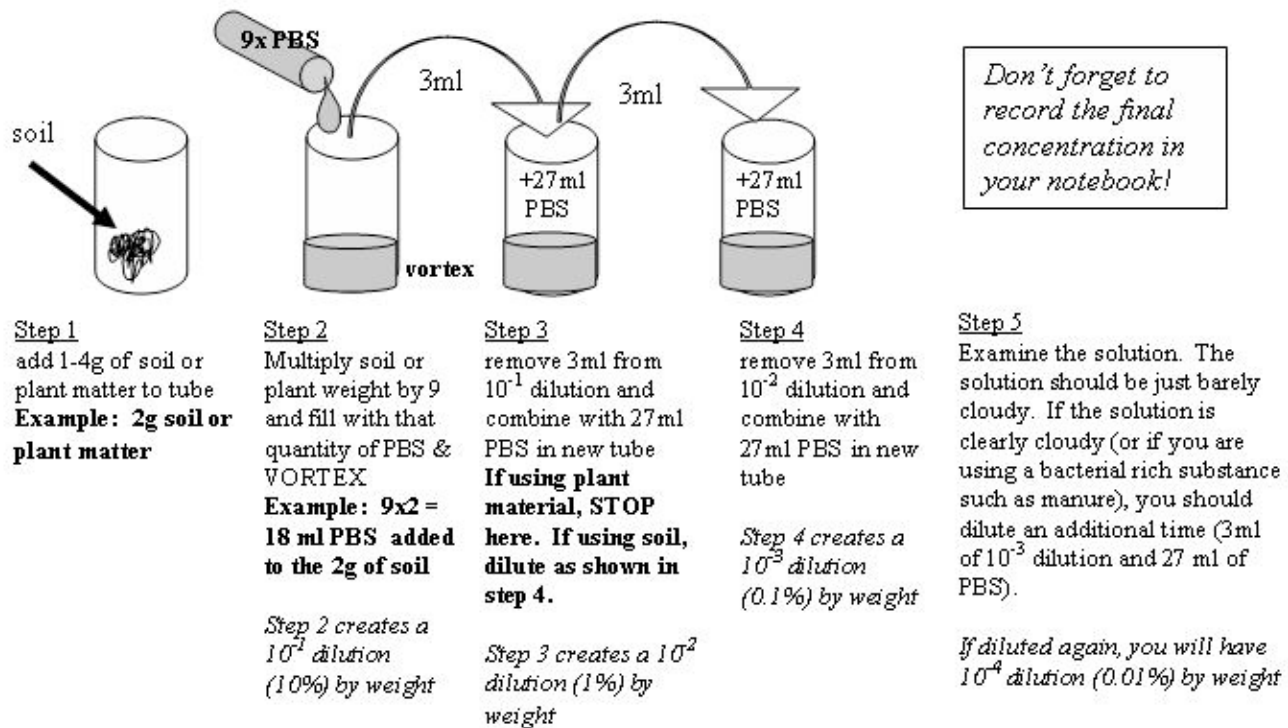 9x PBS
3ml
3ml
soil
+27ml
PBS
+27ml
PBS
vortex
Don't forget to
record the final
concentration in
your notebook!
Step 1
add 1-4g of soil or
plant matter to tube
Example: 2g soil or
plant matter
Step 2
Multiply soil or
plant weight by 9
and fill with that
quantity of PBS &
VORTEX
Example: 9x2 =
18 ml PBS added
to the 2g of soil
Step 2 creates a
10⁻¹ dilution
(10%) by weight
Step 3
remove 3ml from
10⁻¹ dilution and
combine with 27ml
PBS in new tube
If using plant
material, STOP
here. If using soil,
dilute as shown in
step 4.
Step 3 creates a 10⁻²
dilution (1%) by
weight
Step 4
remove 3ml from
10⁻² dilution and
combine with
27ml PBS in new
tube
Step 4 creates a
10⁻³ dilution
(0.1%) by weight
Step 5
Examine the solution. The
solution should be just barely
cloudy. If the solution is
clearly cloudy (or if you are
using a bacterial rich substance
such as manure), you should
dilute an additional time (3ml
of 10⁻³ dilution and 27 ml of
PBS).
If diluted again, you will have
10⁻⁴ dilution (0.01%) by weight